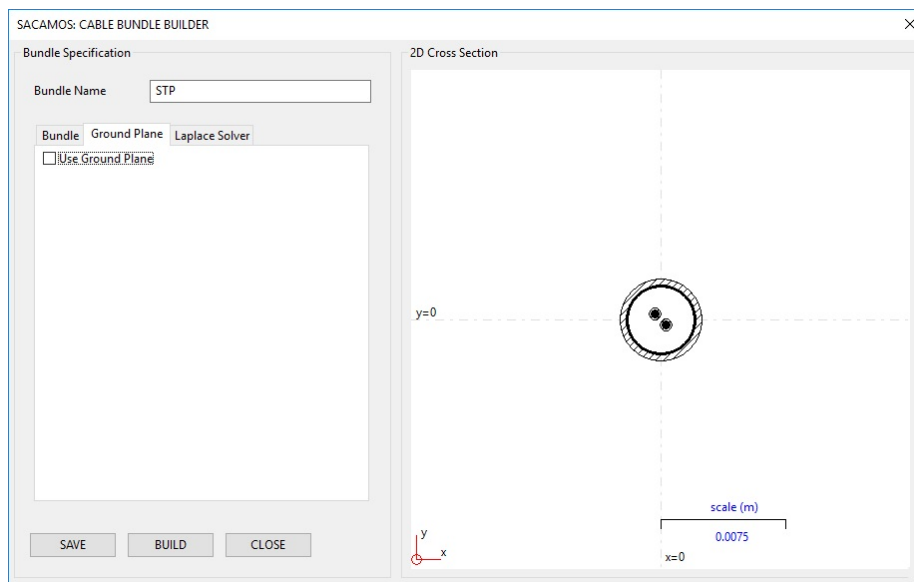 SACAMOS: CABLE BUNDLE BUILDER
Bundle Specification
Bundle Name
STP
Bundle
Ground Plane
Laplace Solver
Use Ground Plane
SAVE
BUILD
CLOSE
2D Cross Section
y=0
scale (m)
0.0075
y
x
x=0